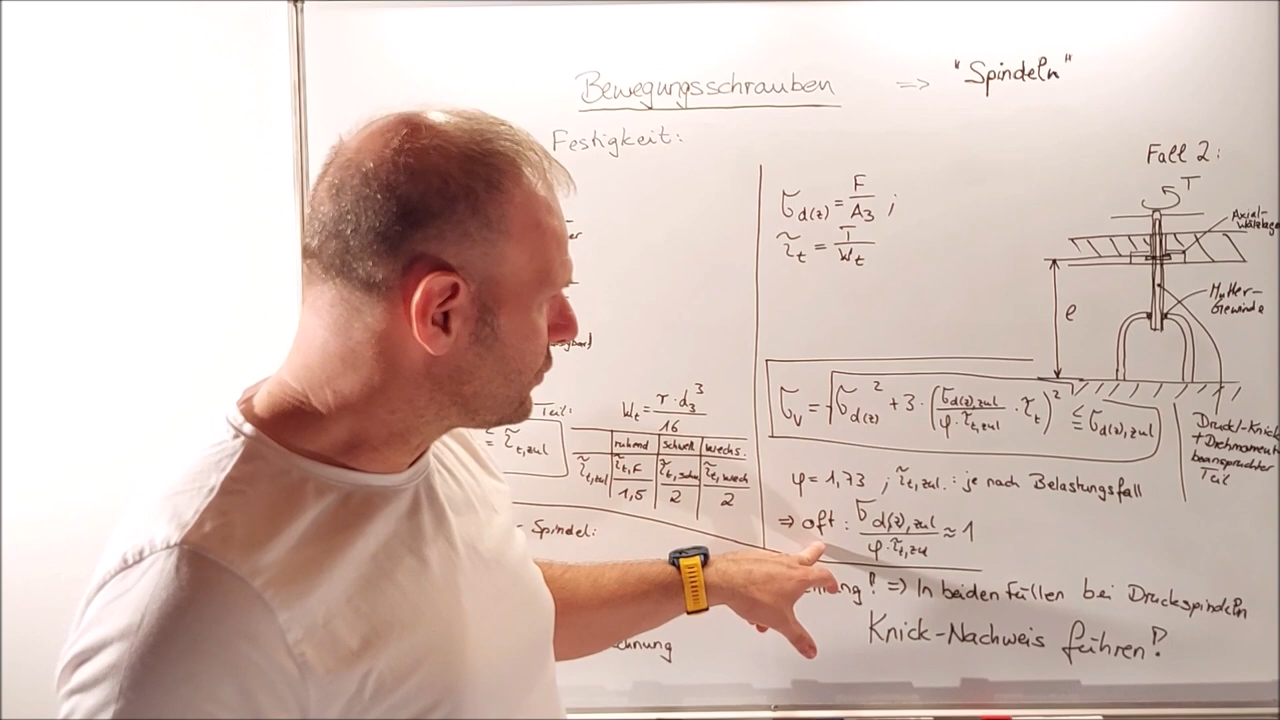 Bewegungsschrauben => "Spindeln"
Festigkeit:
Teil:
= τ̃t,zul
Wt = π · d3³ / 16
ruhend | schwell | wechs.
τt,zul | τt,F / 1,5 | τt,Sch / 2 | τt,Wech / 2
- Spindel:
σd(z) = F / A3 ;
τt = T / Wt
Fall 2:
T
Axial-
Wälzlage
Mutter-
Gewinde
l
σv = √(σd(z)² + 3 · (σd(z),zul / φ · τt,zul · τt)²) ≤ σd(z),zul
Druck/-Knick
+ Drehmoment
beanspruchter
Teil
φ = 1,73 ; τt,zul. : je nach Belastungsfall
=> oft : σd(z),zul / φ · τt,zul ≈ 1
! => In beiden Fällen bei Druckspindeln
Knick-Nachweis führen!